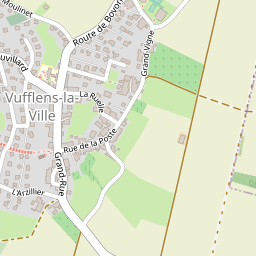 Moulinet
Route de Bovon
Grand-Vigne
La Ruelle
Vufflens-la-
Ville
Rue de la Poste
Grand-Rue
L'Arzillier